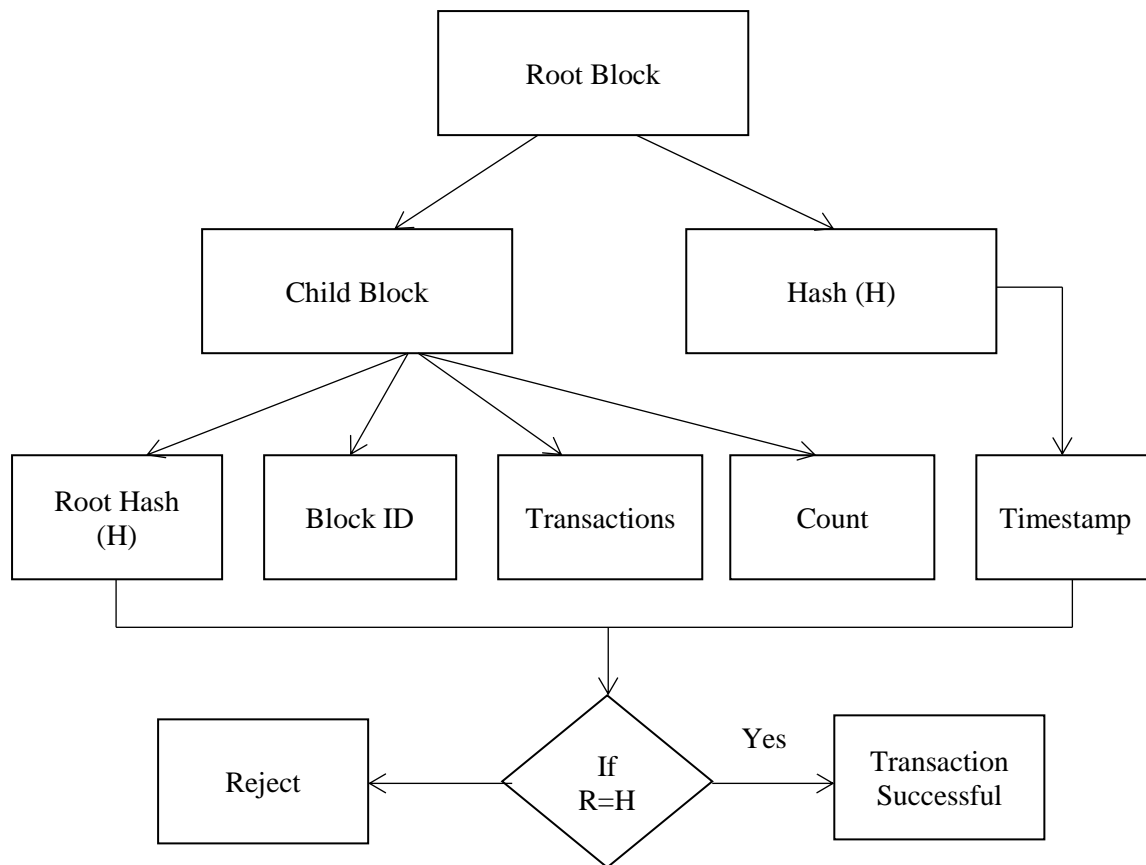 Root Block
Child Block
Hash (H)
Root Hash
(H)
Block ID
Transactions
Count
Timestamp
Reject
If
R=H
Yes
Transaction
Successful